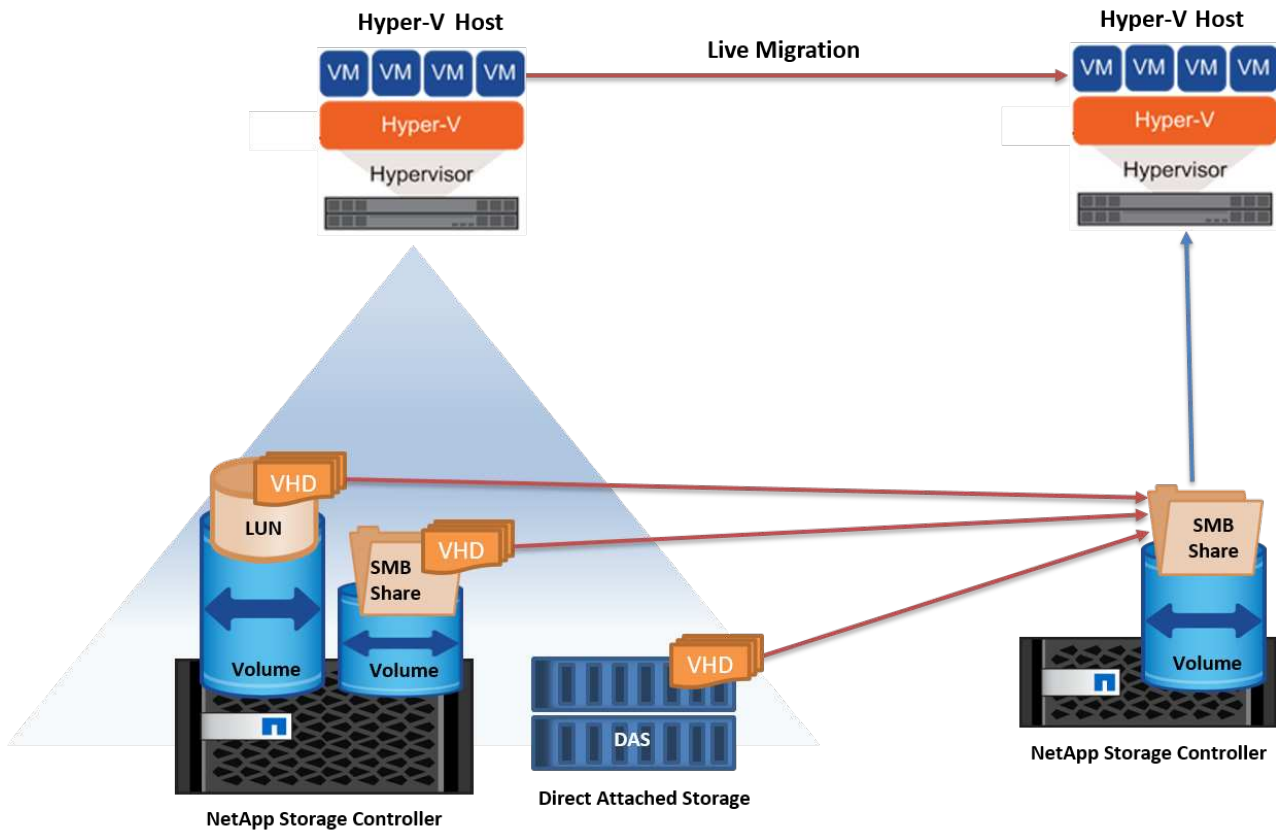 Hyper-V Host
VM VM VM VM
Hyper-V
Hypervisor
Live Migration
Hyper-V Host
VM VM VM VM
Hyper-V
Hypervisor
VHD
LUN
Volume
VHD
SMB
Share
Volume
VHD
DAS
SMB
Share
Volume
NetApp Storage Controller
Direct Attached Storage
NetApp Storage Controller